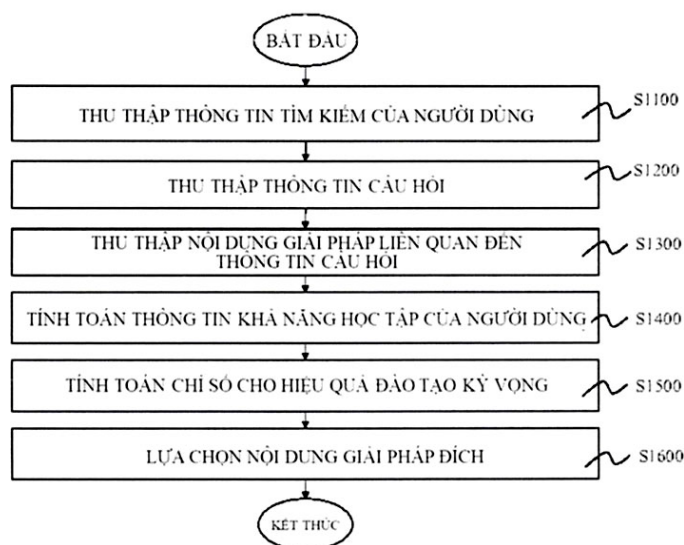 BẮT ĐẦU
THU THẬP THÔNG TIN TÌM KIẾM CỦA NGƯỜI DÙNG
S1100
THU THẬP THÔNG TIN CÂU HỎI
S1200
THU THẬP NỘI DUNG GIẢI PHÁP LIÊN QUAN ĐẾN
THÔNG TIN CÂU HỎI
S1300
TÍNH TOÁN THÔNG TIN KHẢ NĂNG HỌC TẬP CỦA NGƯỜI DÙNG
S1400
TÍNH TOÁN CHỈ SỐ CHO HIỆU QUẢ ĐÀO TẠO KỲ VỌNG
S1500
LỰA CHỌN NỘI DUNG GIẢI PHÁP ĐÍCH
S1600
KẾT THÚC